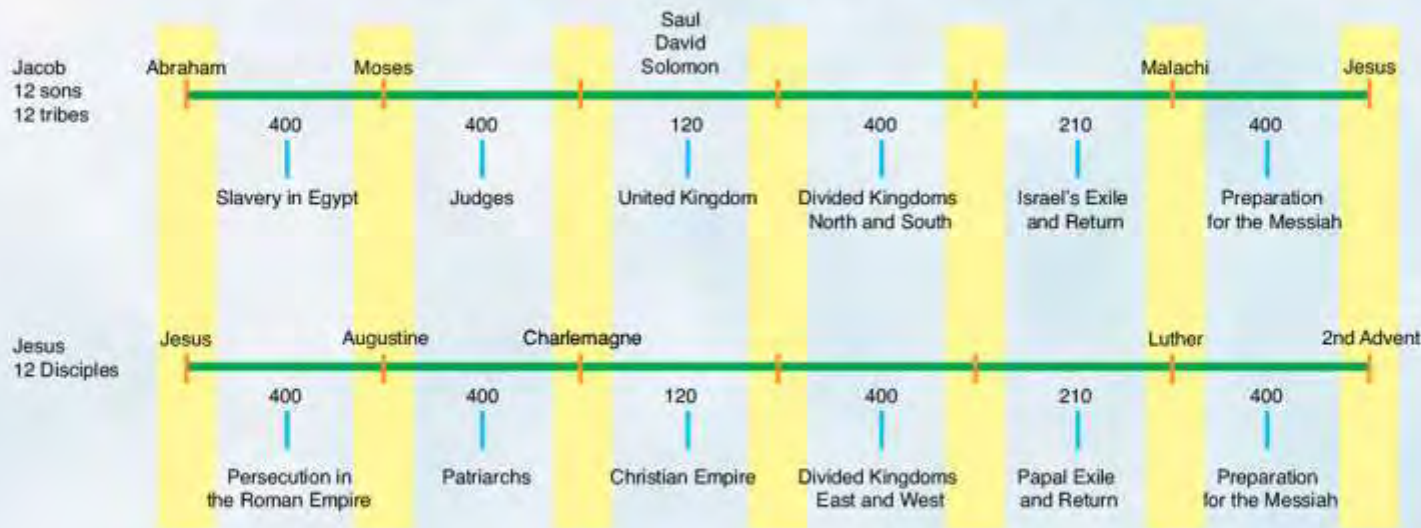 Saul
David
Solomon
Jacob
12 sons
12 tribes
Abraham
Moses
Malachi
Jesus
400
400
120
400
210
400
Slavery in Egypt
Judges
United Kingdom
Divided Kingdoms
North and South
Israel's Exile
and Return
Preparation
for the Messiah
Jesus
12 Disciples
Jesus
Augustine
Charlemagne
Luther
2nd Advent
400
400
120
400
210
400
Persecution in
the Roman Empire
Patriarchs
Christian Empire
Divided Kingdoms
East and West
Papal Exile
and Return
Preparation
for the Messiah